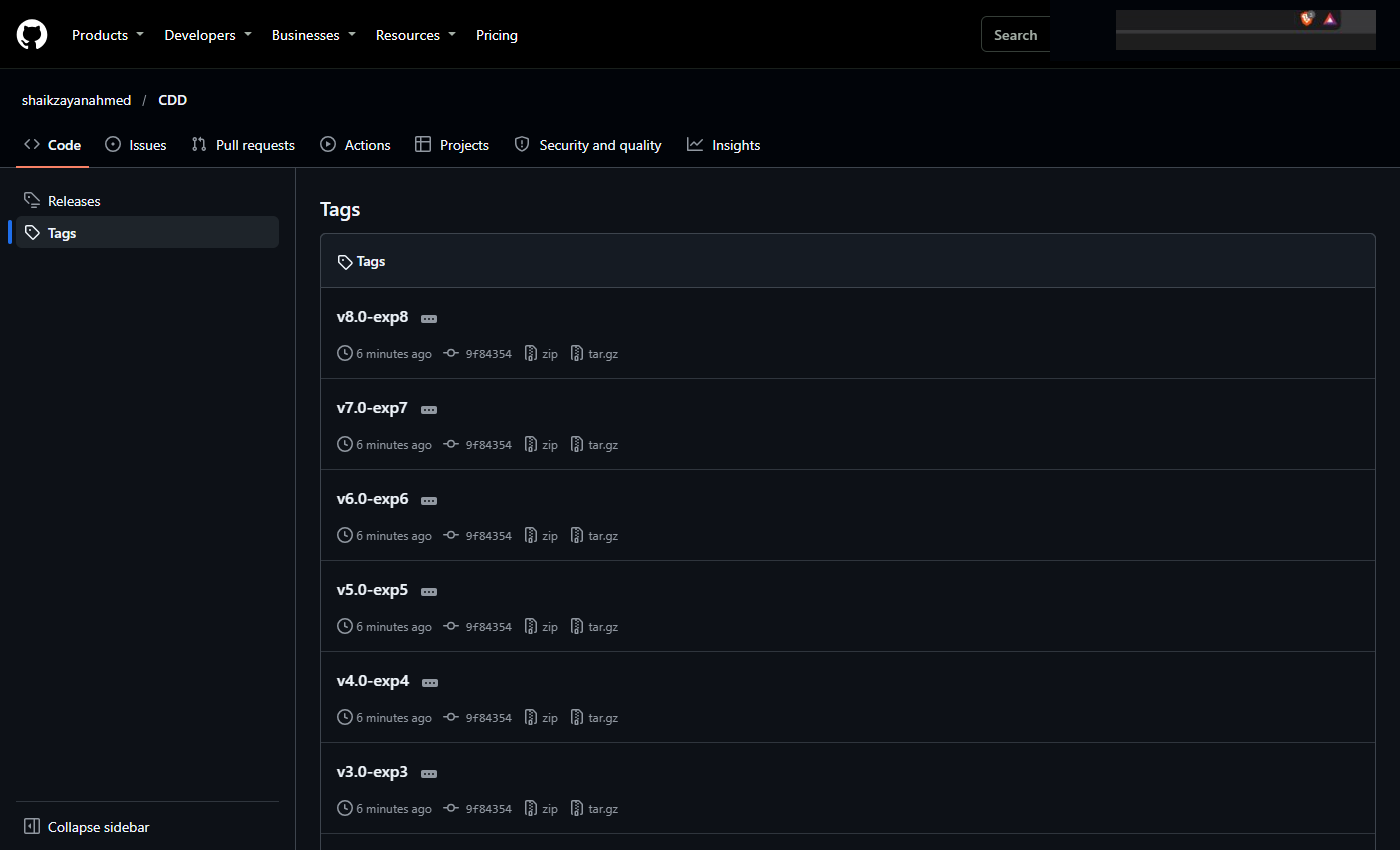 Products Developers Businesses Resources Pricing Search
shaikzayanahmed / CDD
Code Issues Pull requests Actions Projects Security and quality Insights
Releases
Tags
Tags
Tags
v8.0-exp8
6 minutes ago 9f84354 zip tar.gz
v7.0-exp7
6 minutes ago 9f84354 zip tar.gz
v6.0-exp6
6 minutes ago 9f84354 zip tar.gz
v5.0-exp5
6 minutes ago 9f84354 zip tar.gz
v4.0-exp4
6 minutes ago 9f84354 zip tar.gz
v3.0-exp3
6 minutes ago 9f84354 zip tar.gz
Collapse sidebar